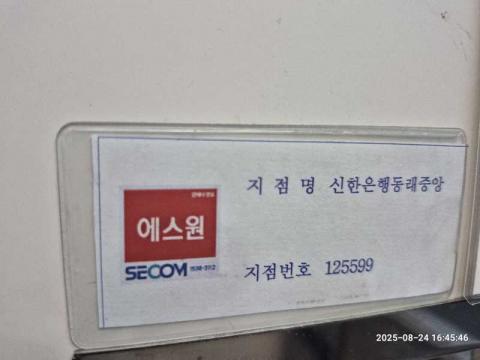 지 점 명 신한은행동래중앙
에스원
SECOM
지점번호 125599
2025-08-24 16:45:46